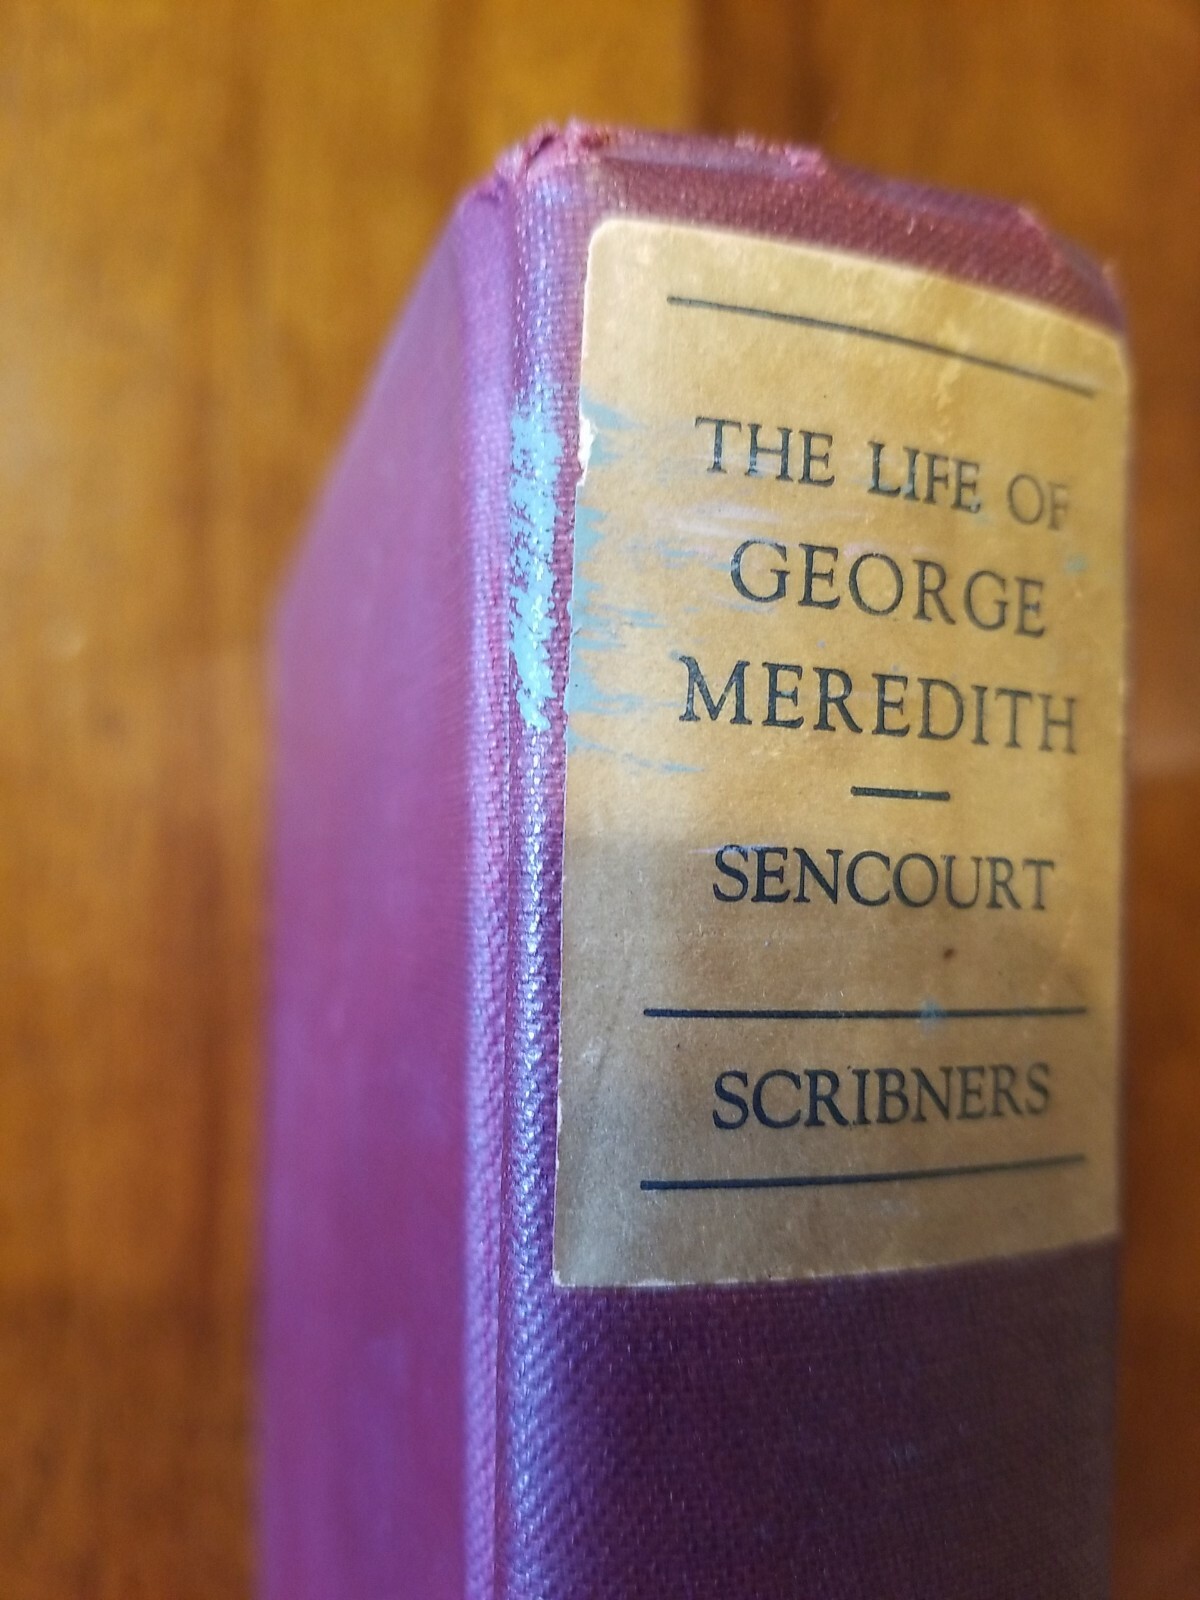 THE LIFE OF
GEORGE
MEREDITH
SENCOURT
SCRIBNERS